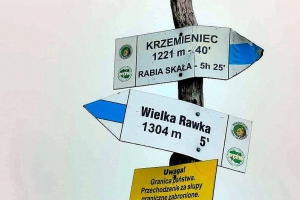 KRZEMIENIEC
1221 m - 40'
RABIA SKAŁA - 5h 25'
Wielka Rawka
1304 m 5'
Uwaga!
Granica państwa.
Przechodzenie za słupy
graniczne zabronione.